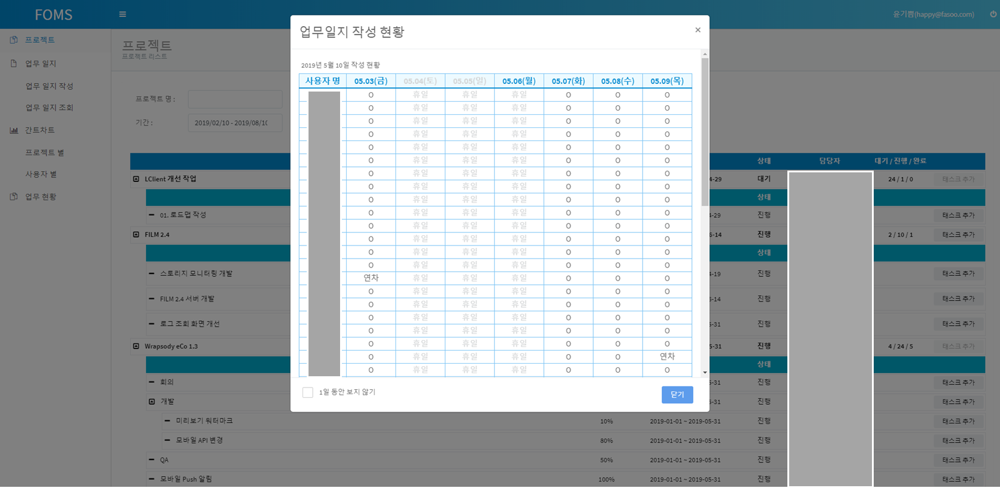 FOMS
윤기쁨(happy@fasoo.com)
프로젝트
업무 일지
업무 일지 작성
업무 일지 조회
간트차트
프로젝트 별
사용자 별
업무 현황
프로젝트
프로젝트 리스트
프로젝트 명 :
기간 : 2019/02/10 - 2019/08/10
업무일지 작성 현황
×
2019년 5월 10일 작성 현황
사용자 명 05.03(금) 05.04(토) 05.05(일) 05.06(월) 05.07(화) 05.08(수) 05.09(목)
O 휴일 휴일 휴일 O O O
O 휴일 휴일 휴일 O O O
O 휴일 휴일 휴일 O O O
O 휴일 휴일 휴일 O O O
O 휴일 휴일 휴일 O O O
O 휴일 휴일 휴일 O O O
O 휴일 휴일 휴일 O O O
O 휴일 휴일 휴일 O O O
O 휴일 휴일 휴일 O O O
O 휴일 휴일 휴일 O O O
O 휴일 휴일 휴일 O O O
O 휴일 휴일 휴일 O O O
O 휴일 휴일 휴일 O O O
O 휴일 휴일 휴일 O O O
연차 휴일 휴일 휴일 O O O
O 휴일 휴일 휴일 O O O
O 휴일 휴일 휴일 O O O
O 휴일 휴일 휴일 O O O
O 휴일 휴일 휴일 O O O
O 휴일 휴일 휴일 O O O
O 휴일 휴일 휴일 O O 연차
O 휴일 휴일 휴일 O O O
1일 동안 보지 않기
닫기
상태 담당자 대기 / 진행 / 완료
LClient 개선 작업 4-29 대기 24 / 1 / 0 태스크 추가
상태
01. 로드맵 작성 4-29 진행 태스크 추가
FILM 2.4 6-14 진행 2 / 10 / 1 태스크 추가
상태
스토리지 모니터링 개발 4-19 진행 태스크 추가
FILM 2.4 서버 개발 6-14 진행 태스크 추가
로그 조회 화면 개선 5-31 진행 태스크 추가
Wrapsody eCo 1.3 5-31 진행 4 / 24 / 5 태스크 추가
상태
회의 5-31 진행 태스크 추가
개발 5-31 진행 태스크 추가
미리보기 워터마크 10% 2019-01-01 ~ 2019-05-31 진행 태스크 추가
모바일 API 변경 80% 2019-01-01 ~ 2019-05-31 진행 태스크 추가
QA 50% 2019-01-01 ~ 2019-05-31 진행 태스크 추가
모바일 Push 알림 100% 2019-01-01 ~ 2019-05-31 진행 태스크 추가